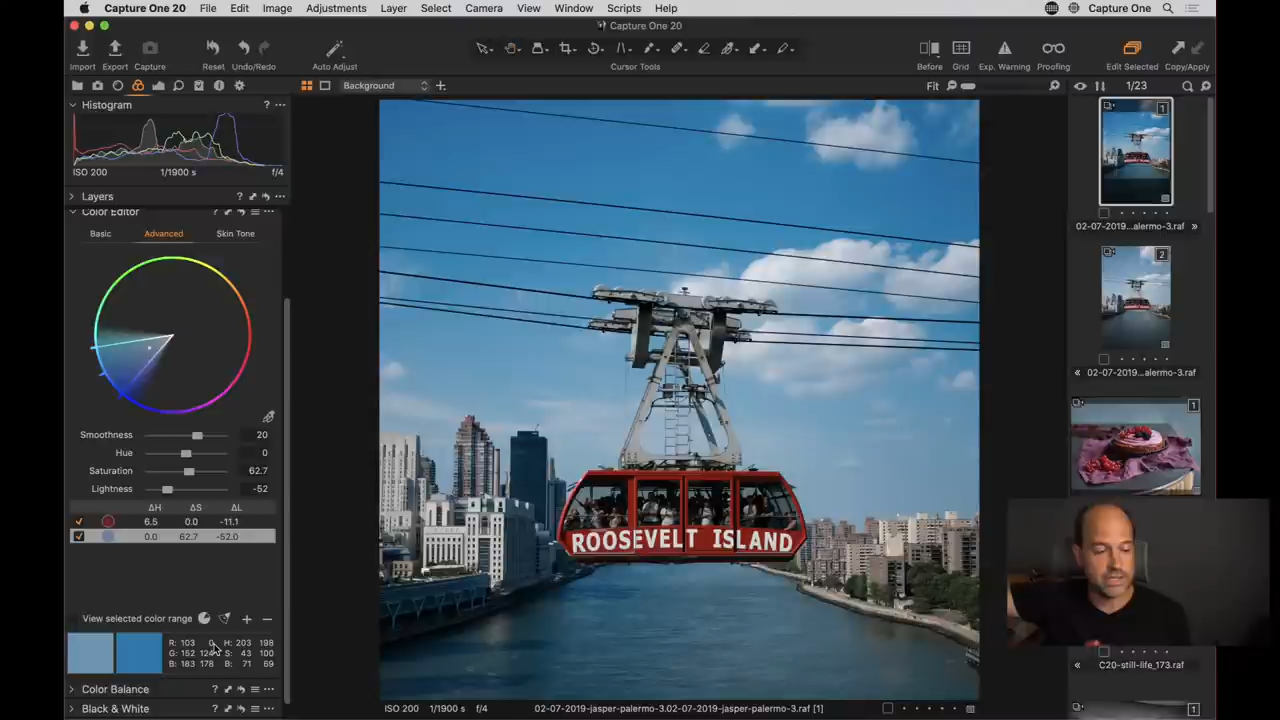 Capture One 20 File Edit Image Adjustments Layer Select Camera View Window Scripts Help Capture One
Capture One 20
Import Export Capture Reset Undo/Redo Auto Adjust Cursor Tools Before Grid Exp. Warning Proofing Edit Selected Copy/Apply
Background Fit 1/23
Histogram ?
ISO 200 1/1900 s f/4
Layers ?
Color Editor ?
Basic Advanced Skin Tone
Smoothness 20
Hue 0
Saturation 62.7
Lightness -52
ΔH ΔS ΔL
6.5 0.0 -11.1
0.0 62.7 -52.0
View selected color range
R: 103 0 H: 203 198
G: 152 124 S: 43 100
B: 183 178 B: 71 69
Color Balance ?
Black & White ?
ROOSEVELT ISLAND
ISO 200 1/1900 s f/4 02-07-2019-jasper-palermo-3.02-07-2019-jasper-palermo-3.raf [1]
1
02-07-2019...alermo-3.raf
2
02-07-2019...alermo-3.raf
1
C20-still-life_173.raf
1